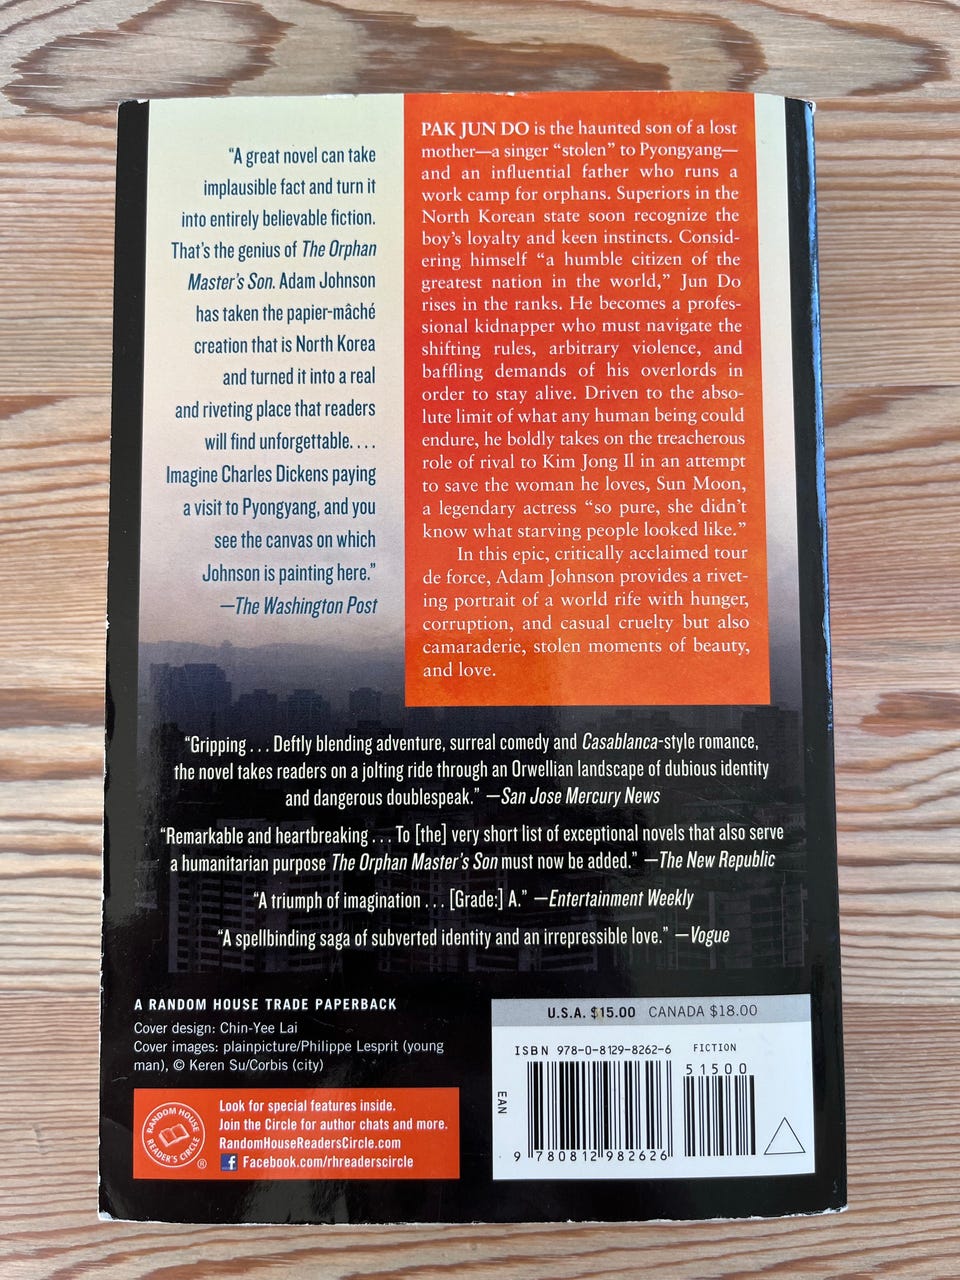 “A great novel can take
implausible fact and turn it
into entirely believable fiction.
That’s the genius of The Orphan
Master’s Son. Adam Johnson
has taken the papier-mâché
creation that is North Korea
and turned it into a real
and riveting place that readers
will find unforgettable. . . .
Imagine Charles Dickens paying
a visit to Pyongyang, and you
see the canvas on which
Johnson is painting here.”
—The Washington Post
PAK JUN DO is the haunted son of a lost
mother—a singer “stolen” to Pyongyang—
and an influential father who runs a
work camp for orphans. Superiors in the
North Korean state soon recognize the
boy’s loyalty and keen instincts. Consid-
ering himself “a humble citizen of the
greatest nation in the world,” Jun Do
rises in the ranks. He becomes a profes-
sional kidnapper who must navigate the
shifting rules, arbitrary violence, and
baffling demands of his overlords in
order to stay alive. Driven to the abso-
lute limit of what any human being could
endure, he boldly takes on the treacherous
role of rival to Kim Jong Il in an attempt
to save the woman he loves, Sun Moon,
a legendary actress “so pure, she didn’t
know what starving people looked like.”
In this epic, critically acclaimed tour
de force, Adam Johnson provides a rivet-
ing portrait of a world rife with hunger,
corruption, and casual cruelty but also
camaraderie, stolen moments of beauty,
and love.
“Gripping . . . Deftly blending adventure, surreal comedy and Casablanca-style romance,
the novel takes readers on a jolting ride through an Orwellian landscape of dubious identity
and dangerous doublespeak.” —San Jose Mercury News
“Remarkable and heartbreaking . . . To [the] very short list of exceptional novels that also serve
a humanitarian purpose The Orphan Master’s Son must now be added.” —The New Republic
“A triumph of imagination . . . [Grade:] A.” —Entertainment Weekly
“A spellbinding saga of subverted identity and an irrepressible love.” —Vogue
A RANDOM HOUSE TRADE PAPERBACK
Cover design: Chin-Yee Lai
Cover images: plainpicture/Philippe Lesprit (young
man), © Keren Su/Corbis (city)
RANDOM HOUSE
READER'S CIRCLE
®
Look for special features inside.
Join the Circle for author chats and more.
RandomHouseReadersCircle.com
f Facebook.com/rhreaderscircle
U.S.A. $15.00 CANADA $18.00
ISBN 978-0-8129-8262-6 FICTION
51500
EAN
9 780812 982626